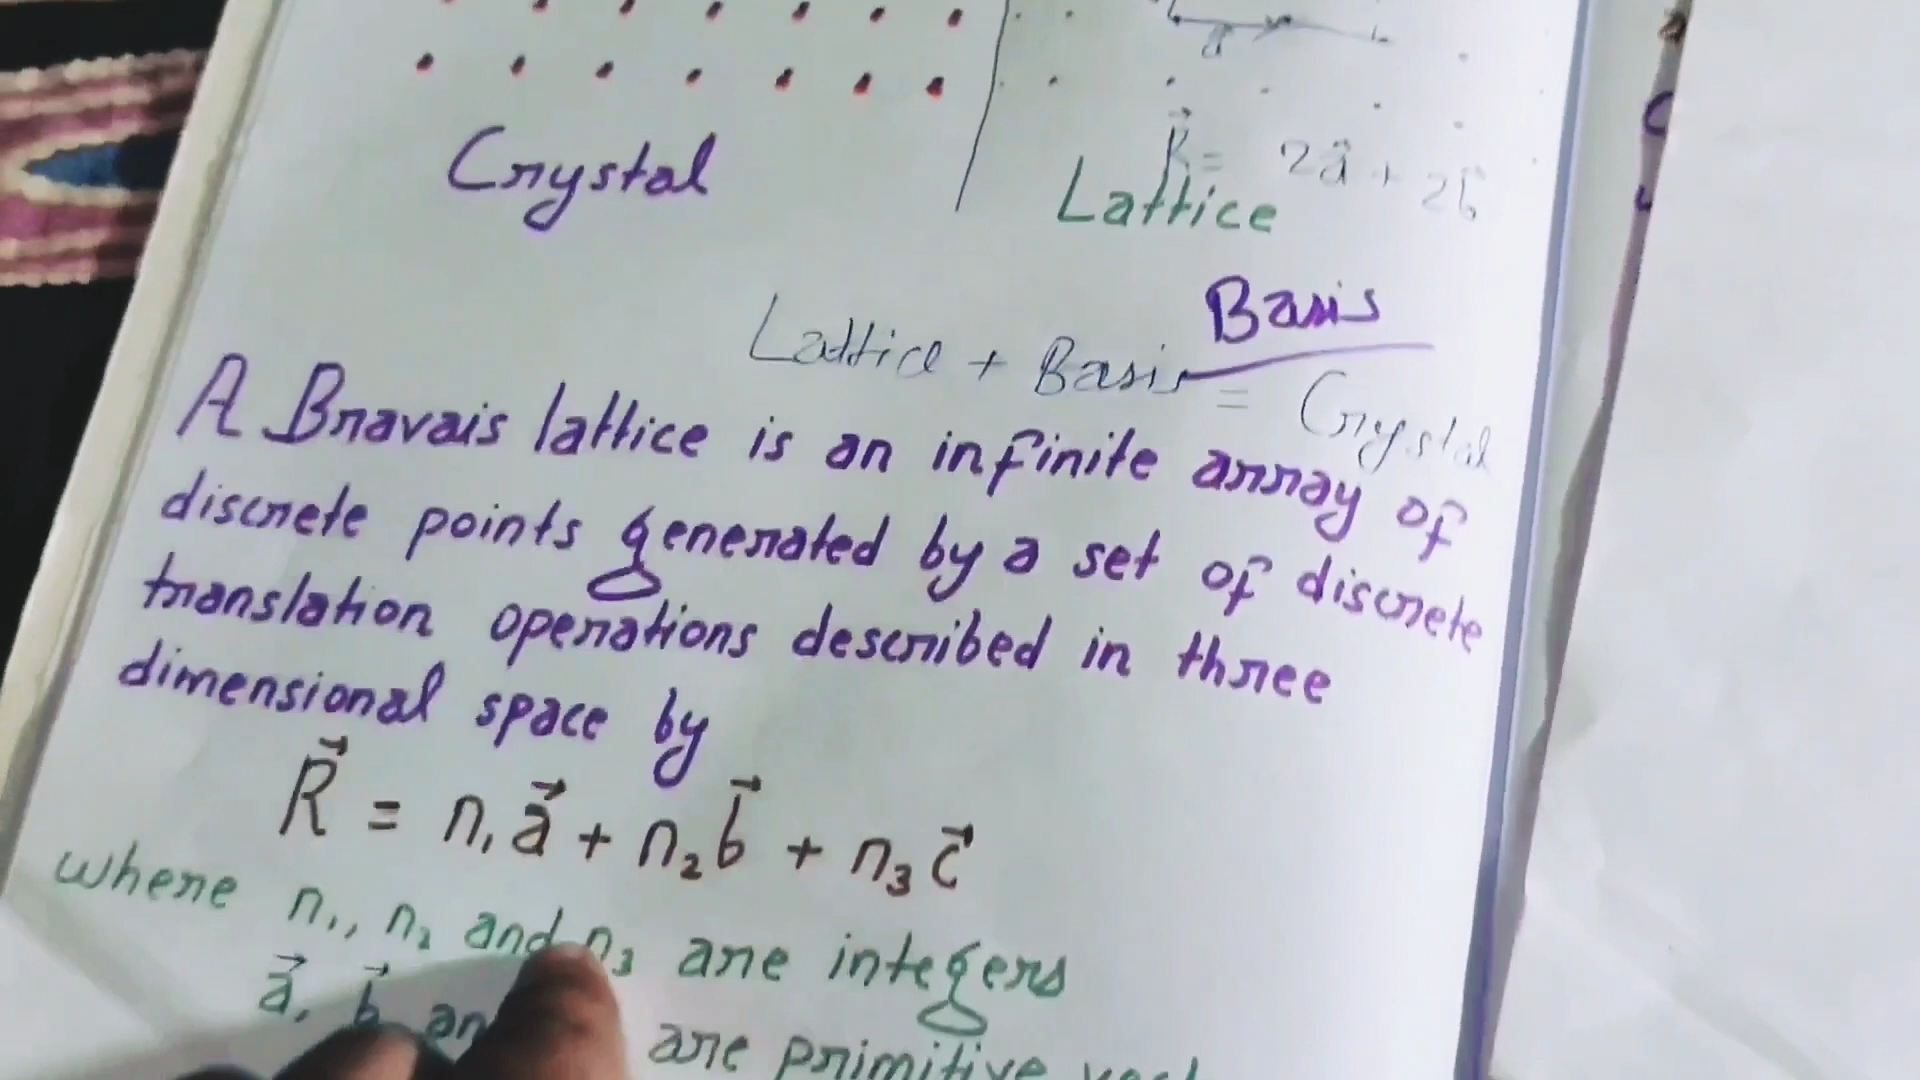 a⃗
R⃗ = 2a⃗ + 2b⃗
Crystal
Lattice
Basis
Lattice + Basis = Crystal
A Bravais lattice is an infinite array of
discrete points generated by a set of discrete
translation operations described in three
dimensional space by
R⃗ = n₁a⃗ + n₂b⃗ + n₃c⃗
where n₁, n₂ and n₃ are integers
a⃗, b⃗ are primitive